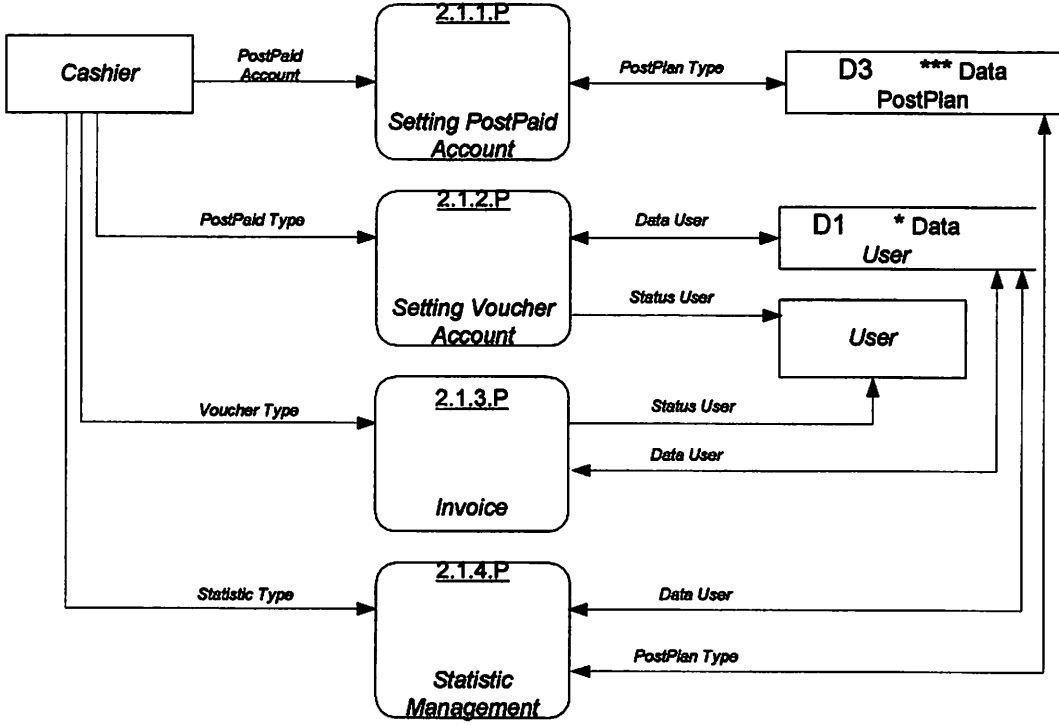 2.1.1.P
Cashier
PostPaid
Account
PostPlan Type
D3 *** Data
PostPlan
Setting PostPaid
Account
2.1.2.P
PostPaid Type
Data User
D1 * Data
User
Setting Voucher
Account
Status User
User
2.1.3.P
Voucher Type
Status User
Data User
Invoice
2.1.4.P
Statistic Type
Data User
PostPlan Type
Statistic
Management